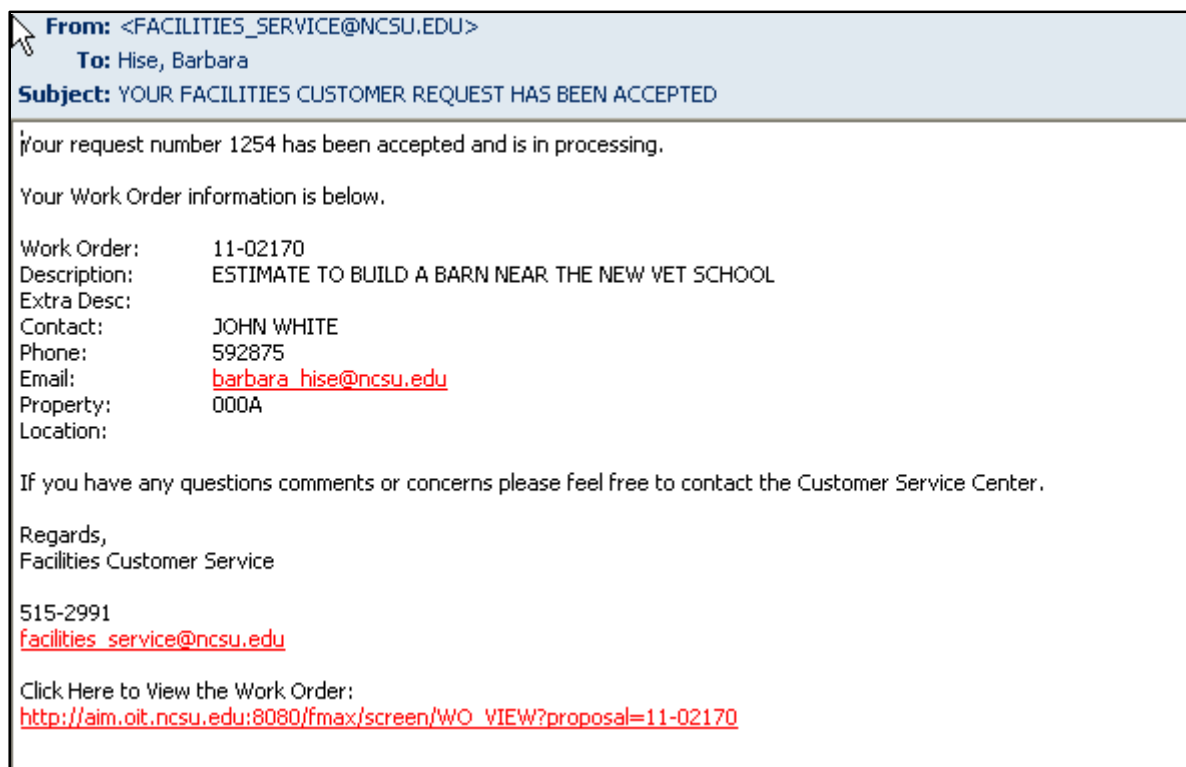 From: <FACILITIES_SERVICE@NCSU.EDU>
To: Hise, Barbara
Subject: YOUR FACILITIES CUSTOMER REQUEST HAS BEEN ACCEPTED
Your request number 1254 has been accepted and is in processing.
Your Work Order information is below.
Work Order: 11-02170
Description: ESTIMATE TO BUILD A BARN NEAR THE NEW VET SCHOOL
Extra Desc:
Contact: JOHN WHITE
Phone: 592875
Email: barbara_hise@ncsu.edu
Property: 000A
Location:
If you have any questions comments or concerns please feel free to contact the Customer Service Center.
Regards,
Facilities Customer Service
515-2991
facilities_service@ncsu.edu
Click Here to View the Work Order:
http://aim.oit.ncsu.edu:8080/fmax/screen/WO_VIEW?proposal=11-02170